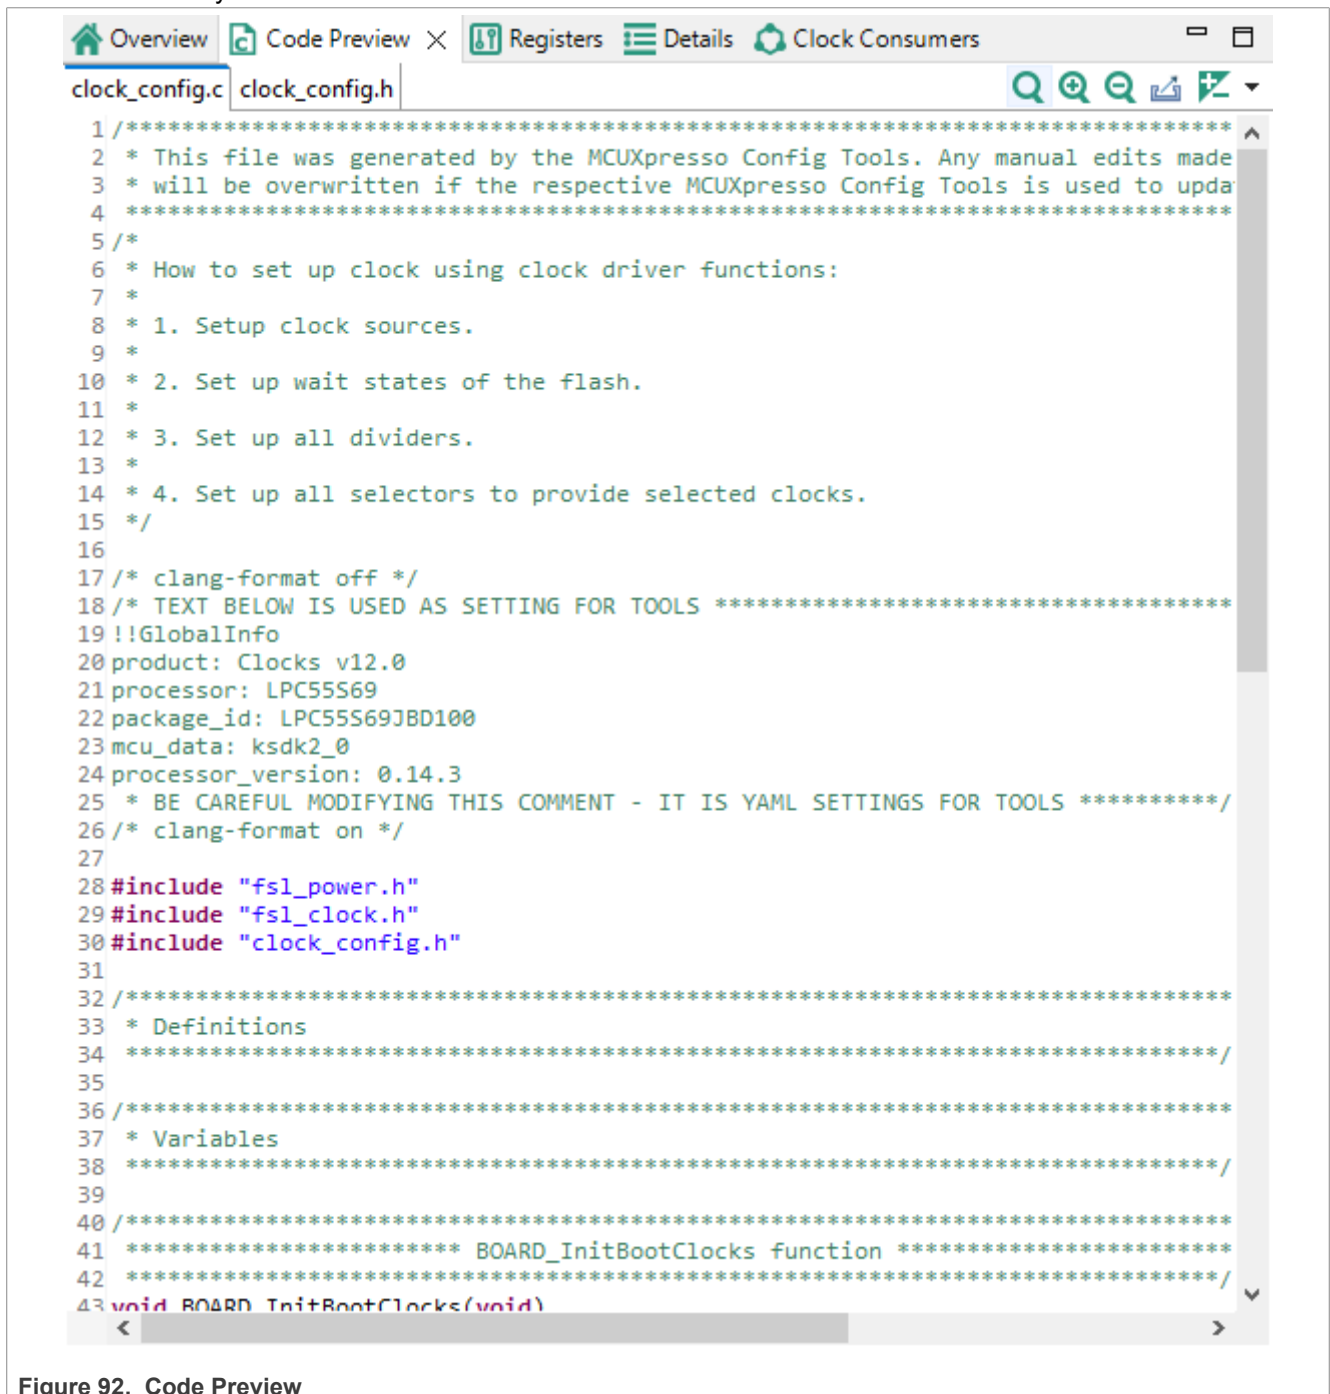 Overview Code Preview Registers Details Clock Consumers
clock_config.c clock_config.h
1 /*******************************************************************************
2  * This file was generated by the MCUXpresso Config Tools. Any manual edits made
3  * will be overwritten if the respective MCUXpresso Config Tools is used to upda
4  *******************************************************************************
5 /*
6  * How to set up clock using clock driver functions:
7  *
8  * 1. Setup clock sources.
9  *
10  * 2. Set up wait states of the flash.
11  *
12  * 3. Set up all dividers.
13  *
14  * 4. Set up all selectors to provide selected clocks.
15  */
16
17 /* clang-format off */
18 /* TEXT BELOW IS USED AS SETTING FOR TOOLS *************************************
19 !!GlobalInfo
20 product: Clocks v12.0
21 processor: LPC55S69
22 package_id: LPC55S69JBD100
23 mcu_data: ksdk2_0
24 processor_version: 0.14.3
25  * BE CAREFUL MODIFYING THIS COMMENT - IT IS YAML SETTINGS FOR TOOLS **********/
26 /* clang-format on */
27
28 #include "fsl_power.h"
29 #include "fsl_clock.h"
30 #include "clock_config.h"
31
32 /*******************************************************************************
33  * Definitions
34  ******************************************************************************/
35
36 /*******************************************************************************
37  * Variables
38  ******************************************************************************/
39
40 /*******************************************************************************
41  ************************ BOARD_InitBootClocks function ************************
42  ******************************************************************************/
43 void BOARD_InitBootClocks(void)
Figure 92. Code Preview